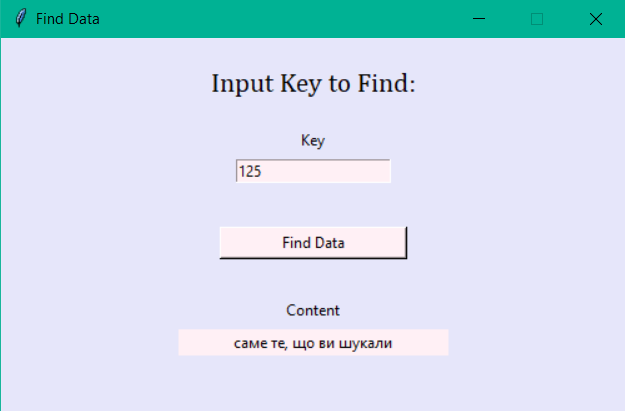 Find Data
Input Key to Find:
Key
125
Find Data
Content
саме те, що ви шукали